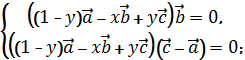 ((1 - y)a⃗ – xb⃗ + yc⃗)b⃗ = 0,
((1 - y)a⃗ – xb⃗ + yc⃗)(c⃗ – a⃗) = 0;